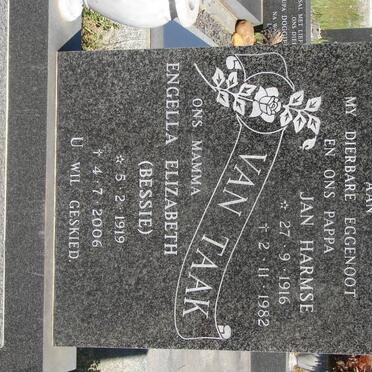 AAN
MY DIERBARE EGGENOOT
EN ONS PAPPA
JAN HARMSE
☆ 27 · 9 · 1916
† 2 · 11 · 1982
VAN TAAK
ONS MAMMA
ENGELLA ELIZABETH
(BESSIE)
☆ 5 · 2 · 1919
† 4 · 7 · 2006
U WIL GESKIED.